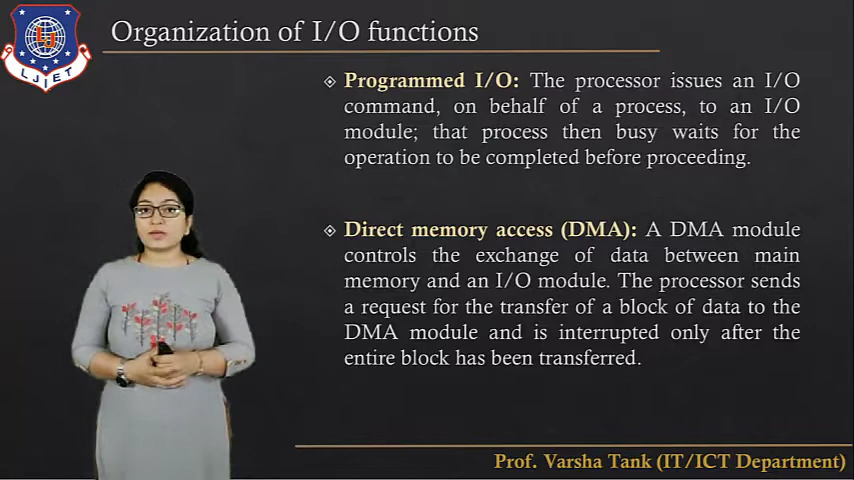 LJIET
Organization of I/O functions
Programmed I/O: The processor issues an I/O
command, on behalf of a process, to an I/O
module; that process then busy waits for the
operation to be completed before proceeding.
Direct memory access (DMA): A DMA module
controls the exchange of data between main
memory and an I/O module. The processor sends
a request for the transfer of a block of data to the
DMA module and is interrupted only after the
entire block has been transferred.
Prof. Varsha Tank (IT/ICT Department)